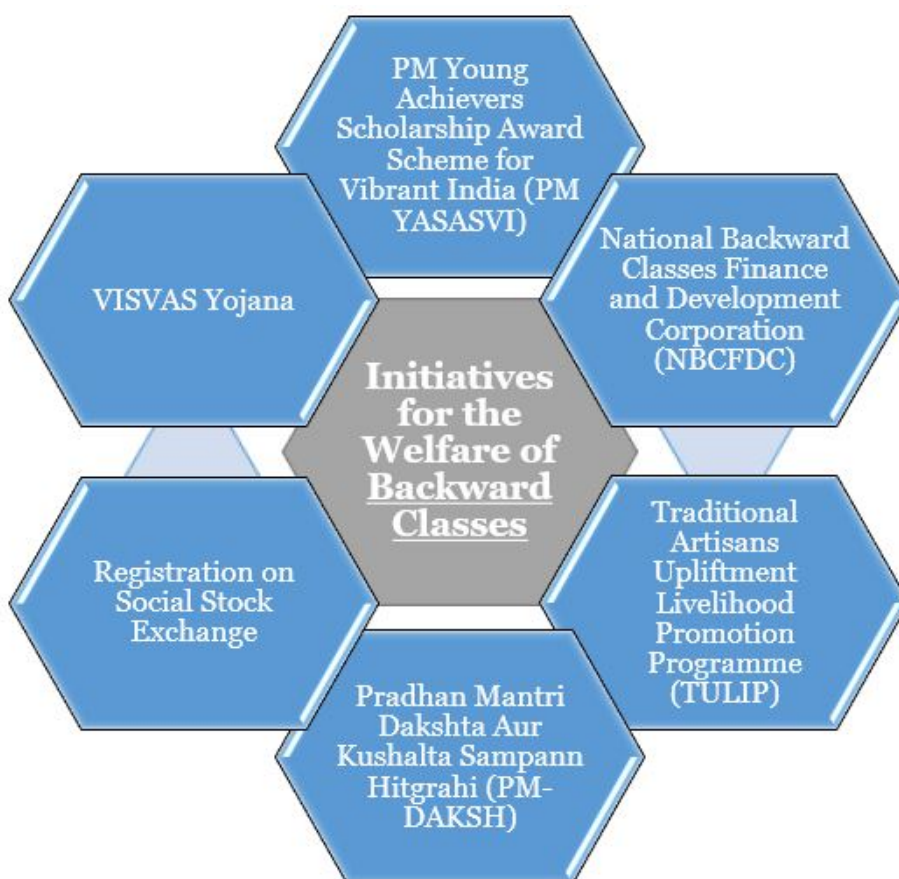 PM Young
Achievers
Scholarship Award
Scheme for
Vibrant India (PM
YASASVI)
National Backward
Classes Finance
and Development
Corporation
(NBCFDC)
Traditional
Artisans
Upliftment
Livelihood
Promotion
Programme
(TULIP)
Pradhan Mantri
Dakshta Aur
Kushalta Sampann
Hitgrahi (PM-
DAKSH)
Registration on
Social Stock
Exchange
VISVAS Yojana
Initiatives
for the
Welfare of
Backward
Classes